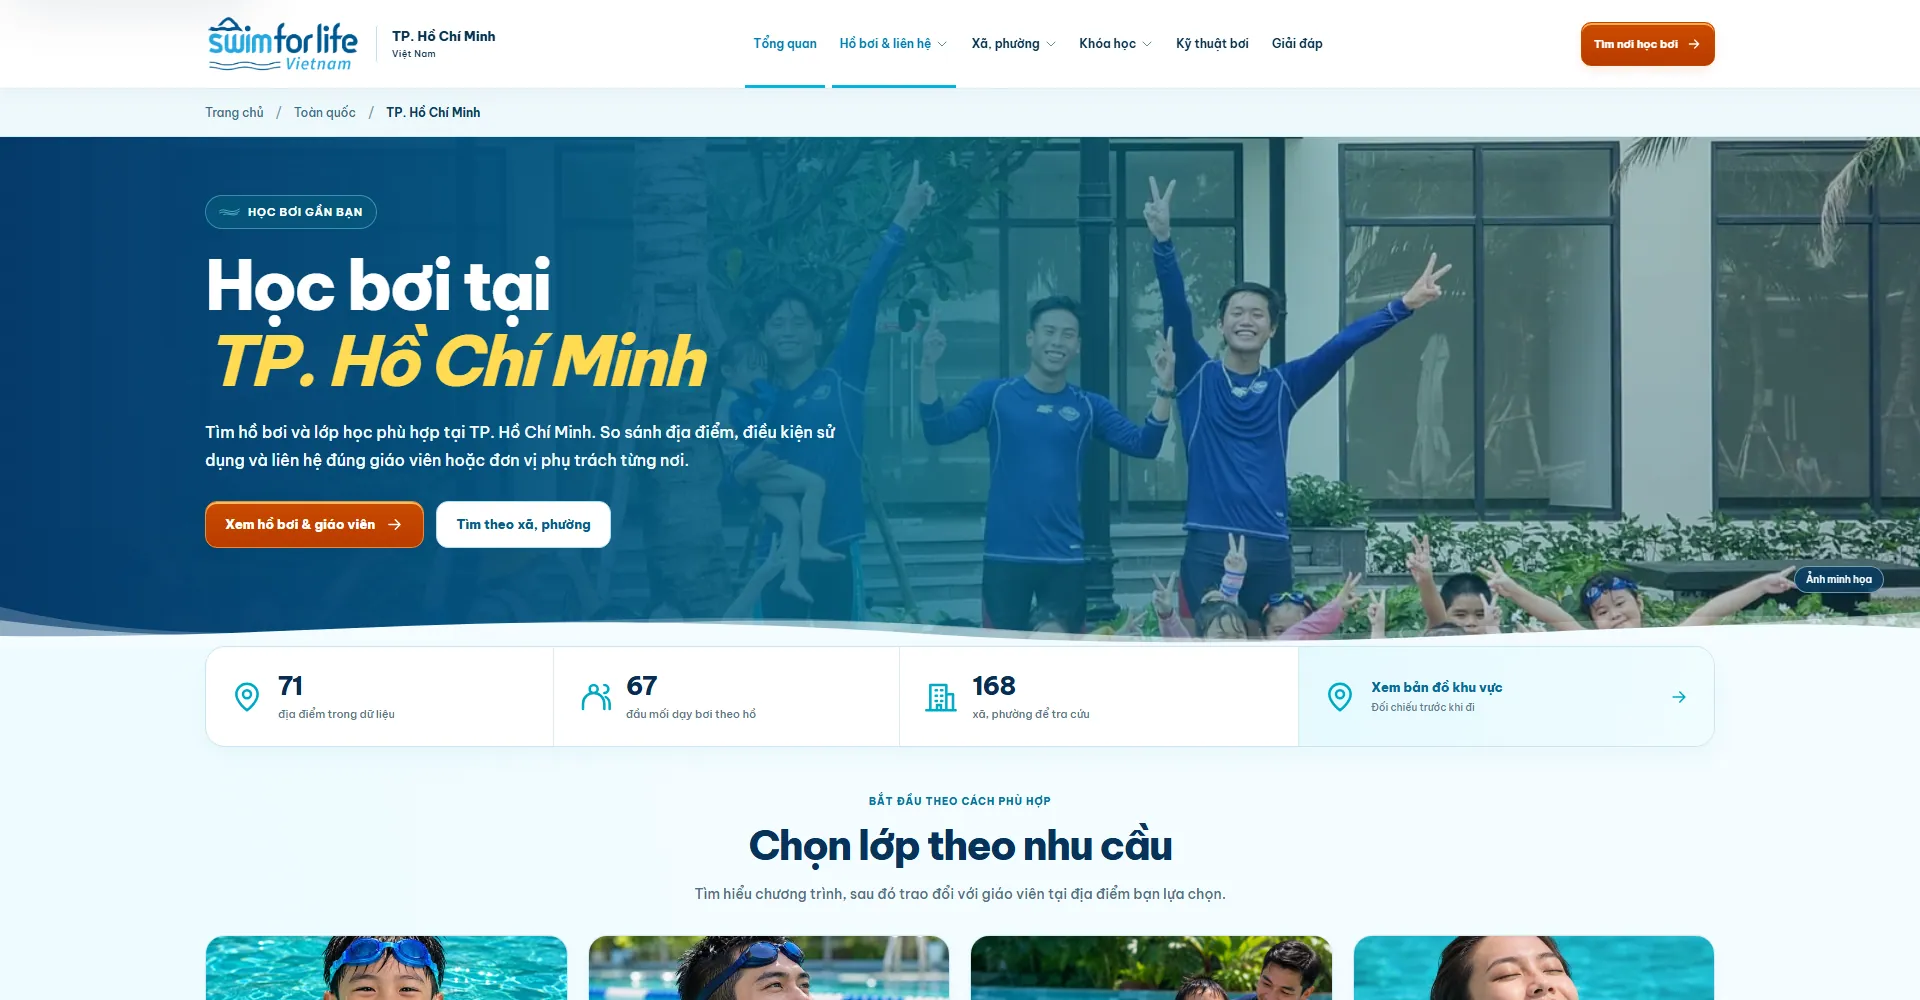 swimforlife
Vietnam
TP. Hồ Chí Minh
Việt Nam
Tổng quan
Hồ bơi & liên hệ
Xã, phường
Khóa học
Kỹ thuật bơi
Giải đáp
Tìm nơi học bơi
Trang chủ / Toàn quốc / TP. Hồ Chí Minh
HỌC BƠI GẦN BẠN
Học bơi tại
TP. Hồ Chí Minh
Tìm hồ bơi và lớp học phù hợp tại TP. Hồ Chí Minh. So sánh địa điểm, điều kiện sử
dụng và liên hệ đúng giáo viên hoặc đơn vị phụ trách từng nơi.
Xem hồ bơi & giáo viên
Tìm theo xã, phường
Ảnh minh họa
71
địa điểm trong dữ liệu
67
đầu mối dạy bơi theo hồ
168
xã, phường để tra cứu
Xem bản đồ khu vực
Đối chiếu trước khi đi
BẮT ĐẦU THEO CÁCH PHÙ HỢP
Chọn lớp theo nhu cầu
Tìm hiểu chương trình, sau đó trao đổi với giáo viên tại địa điểm bạn lựa chọn.